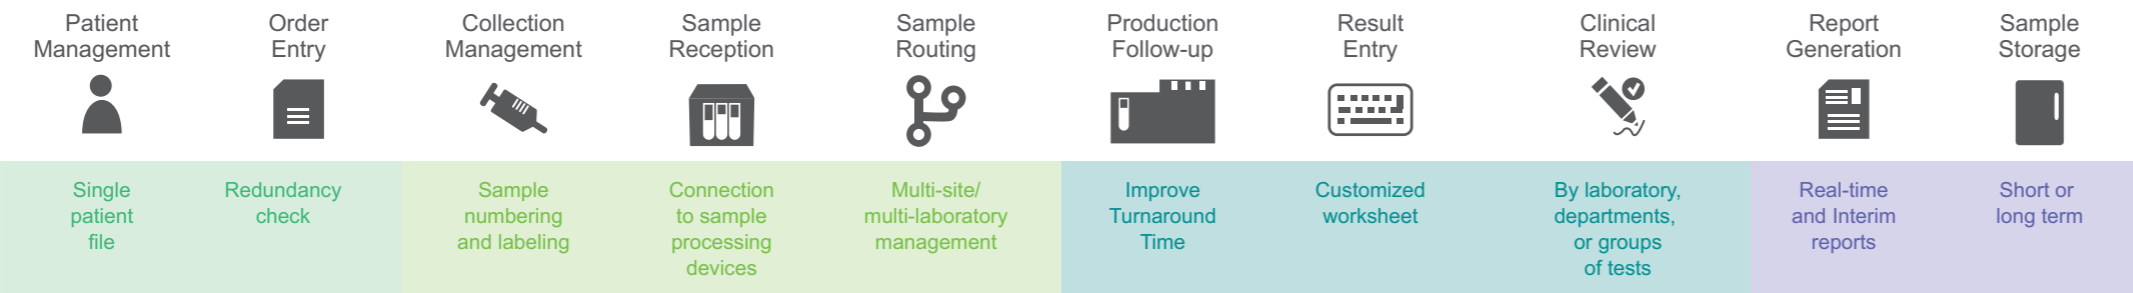 Patient
Management
Order
Entry
Collection
Management
Sample
Reception
Sample
Routing
Production
Follow-up
Result
Entry
Clinical
Review
Report
Generation
Sample
Storage
Single
patient
file
Redundancy
check
Sample
numbering
and labeling
Connection
to sample
processing
devices
Multi-site/
multi-laboratory
management
Improve
Turnaround
Time
Customized
worksheet
By laboratory,
departments,
or groups
of tests
Real-time
and Interim
reports
Short or
long term